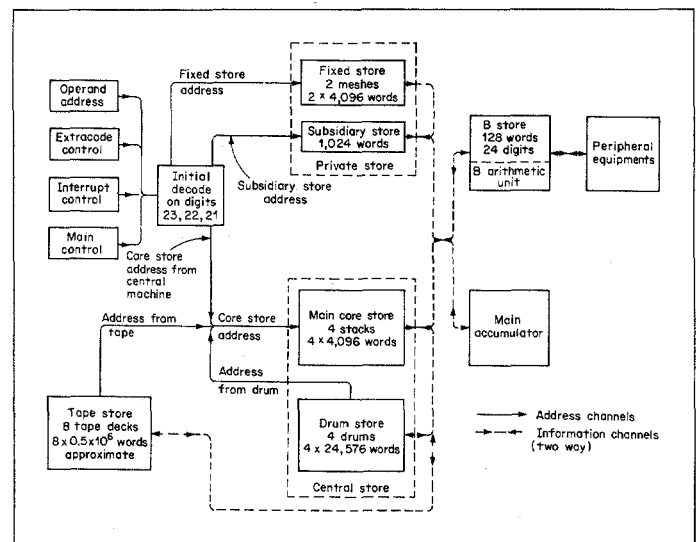 Operand
address
Extracode
control
Interrupt
control
Main
control
Fixed store
address
Initial
decode
on digits
23, 22, 21
Subsidiary store
address
Fixed store
2 meshes
2 x 4,096 words
Subsidiary store
1,024 words
Private store
B store
128 words
24 digits
B arithmetic
unit
Peripheral
equipments
Core store
address from
central
machine
Address from
tape
Core store
address
Address
from drum
Main core store
4 stacks
4 x 4,096 words
Main
accumulator
Tape store
8 tape decks
8 x 0.5 x 10⁶ words
approximate
Drum store
4 drums
4 x 24,576 words
Central store
Address channels
Information channels
(two way)